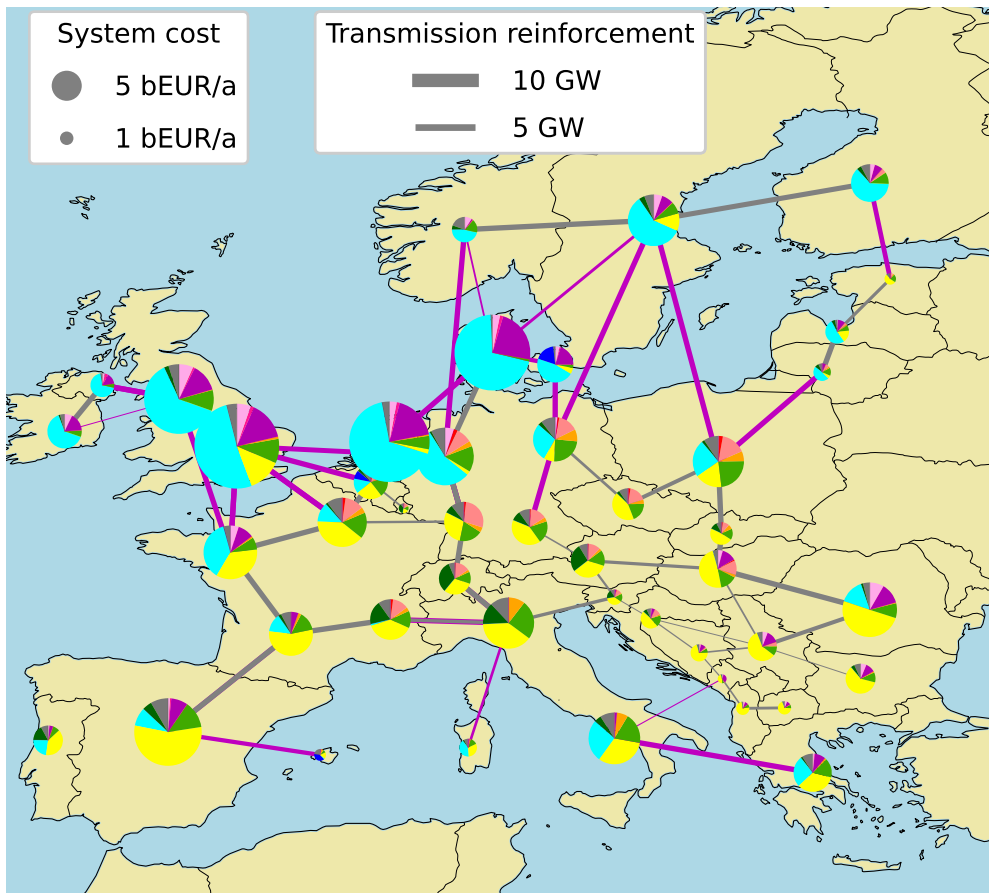 System cost
5 bEUR/a
1 bEUR/a
Transmission reinforcement
10 GW
5 GW